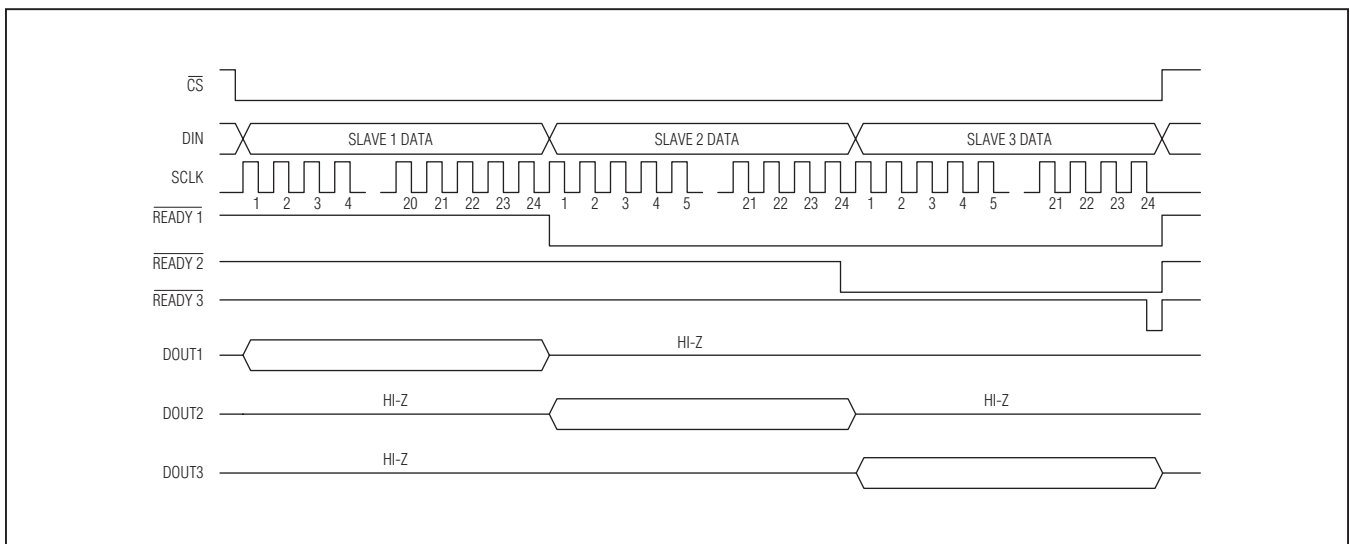 CS
DIN SLAVE 1 DATA SLAVE 2 DATA SLAVE 3 DATA
SCLK
1 2 3 4 20 21 22 23 24 1 2 3 4 5 21 22 23 24 1 2 3 4 5 21 22 23 24
READY 1
READY 2
READY 3
DOUT1 HI-Z
DOUT2 HI-Z HI-Z
DOUT3 HI-Z